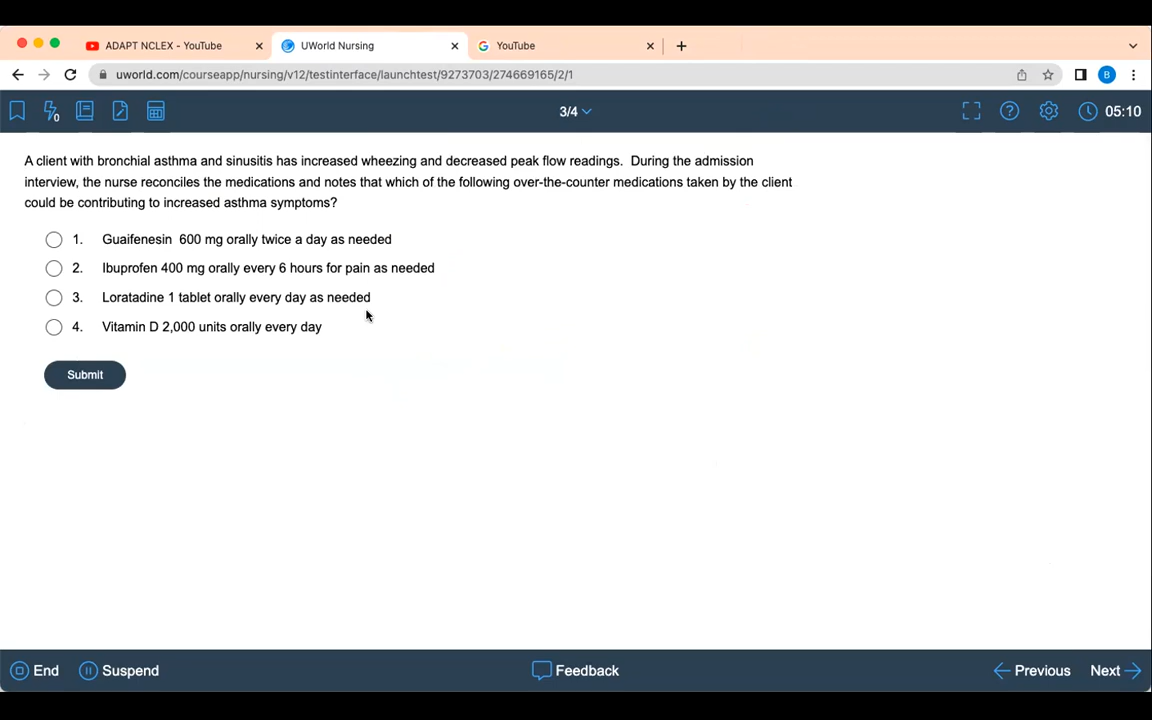 ADAPT NCLEX - YouTube
UWorld Nursing
YouTube
uworld.com/courseapp/nursing/v12/testinterface/launchtest/9273703/274669165/2/1
B
0
3/4
05:10
A client with bronchial asthma and sinusitis has increased wheezing and decreased peak flow readings. During the admission
interview, the nurse reconciles the medications and notes that which of the following over-the-counter medications taken by the client
could be contributing to increased asthma symptoms?
1. Guaifenesin 600 mg orally twice a day as needed
2. Ibuprofen 400 mg orally every 6 hours for pain as needed
3. Loratadine 1 tablet orally every day as needed
4. Vitamin D 2,000 units orally every day
Submit
End
Suspend
Feedback
Previous
Next